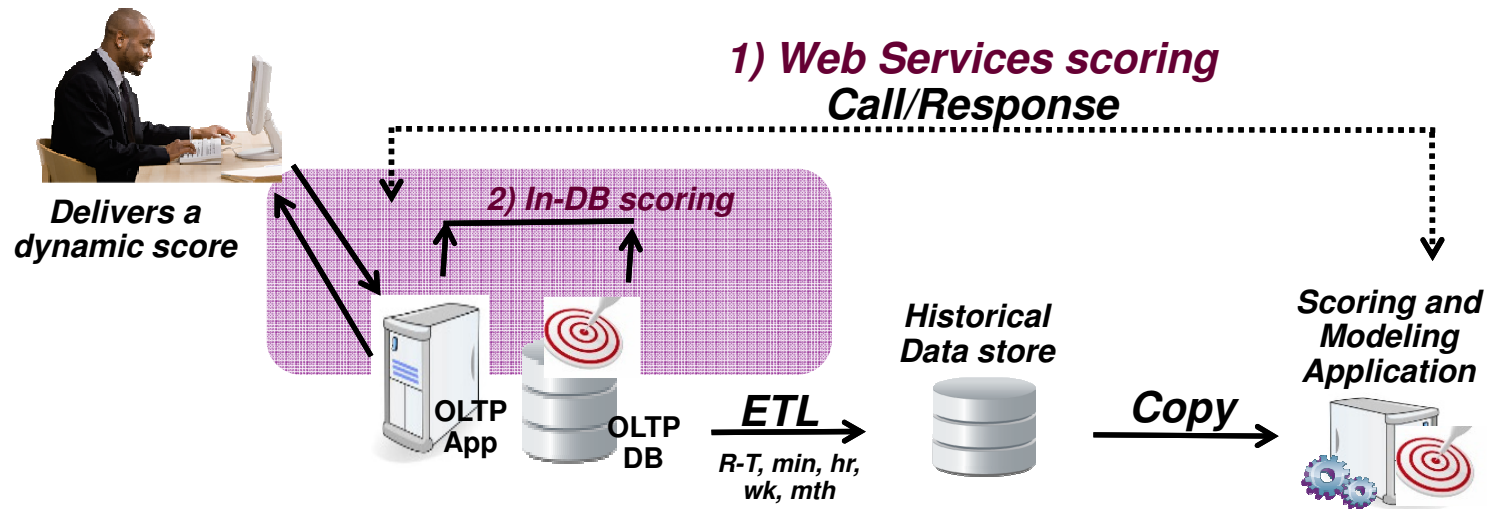 1) Web Services scoring
Call/Response
Delivers a
dynamic score
2) In-DB scoring
OLTP
App
OLTP
DB
ETL
R-T, min, hr,
wk, mth
Historical
Data store
Copy
Scoring and
Modeling
Application